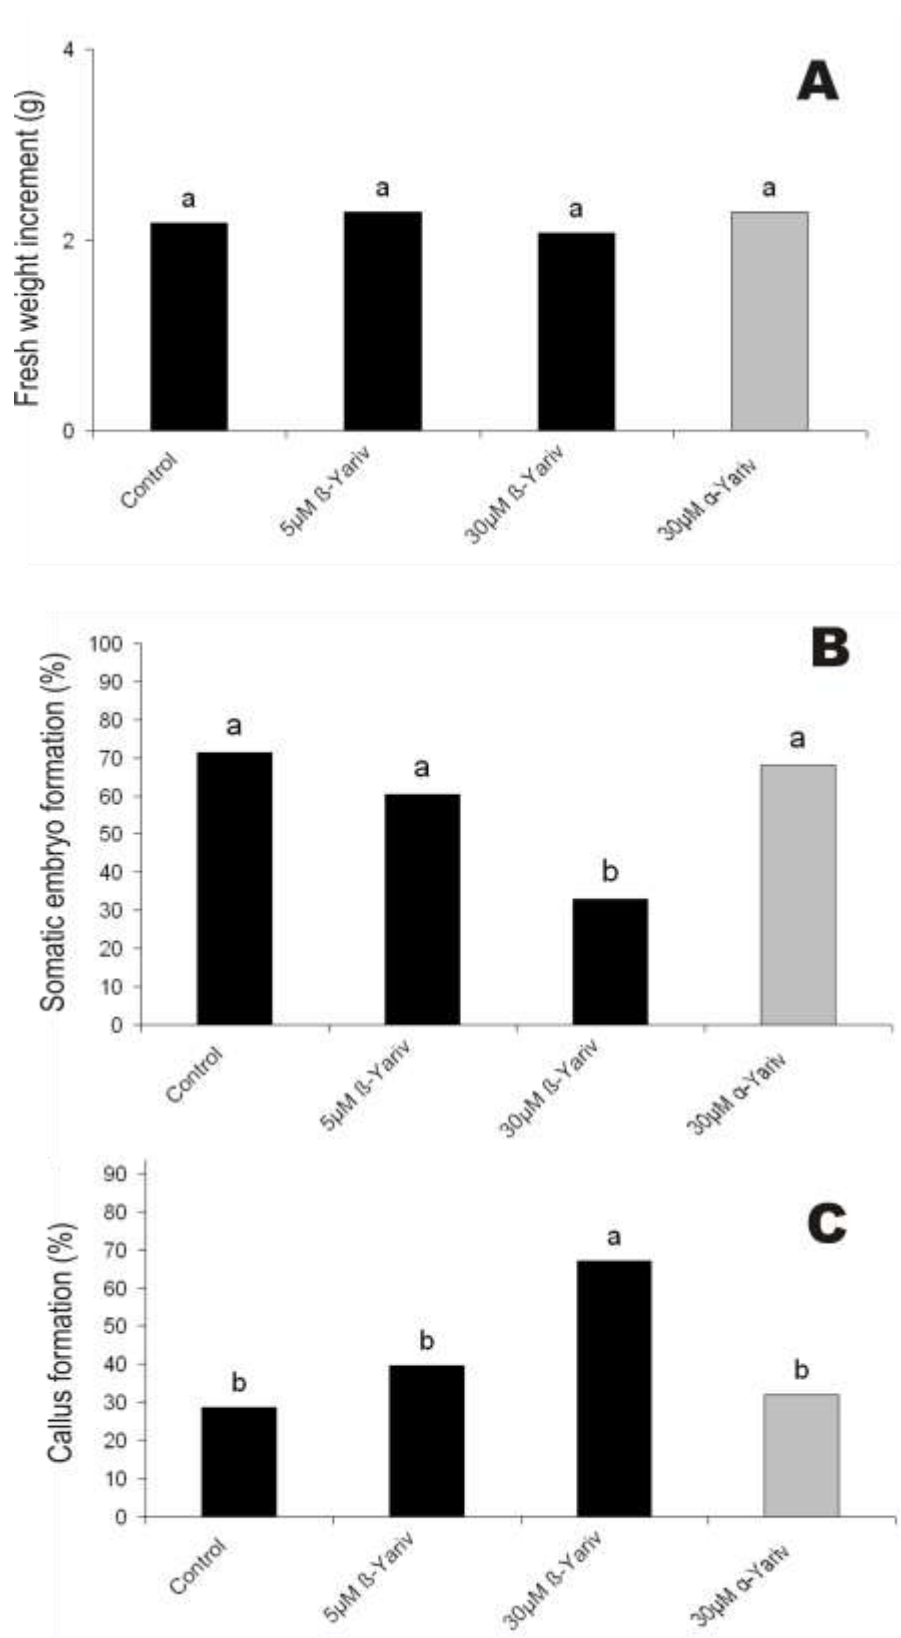 A
Fresh weight increment (g)
4
2
0
a
a
a
a
Control
5µM ß-Yariv
30µM ß-Yariv
30µM α-Yariv
B
Somatic embryo formation (%)
100
90
80
70
60
50
40
30
20
10
0
a
a
b
a
Control
5µM ß-Yariv
30µM ß-Yariv
30µM α-Yariv
C
Callus formation (%)
90
80
70
60
50
40
30
20
10
0
b
b
a
b
Control
5µM ß-Yariv
30µM ß-Yariv
30µM α-Yariv